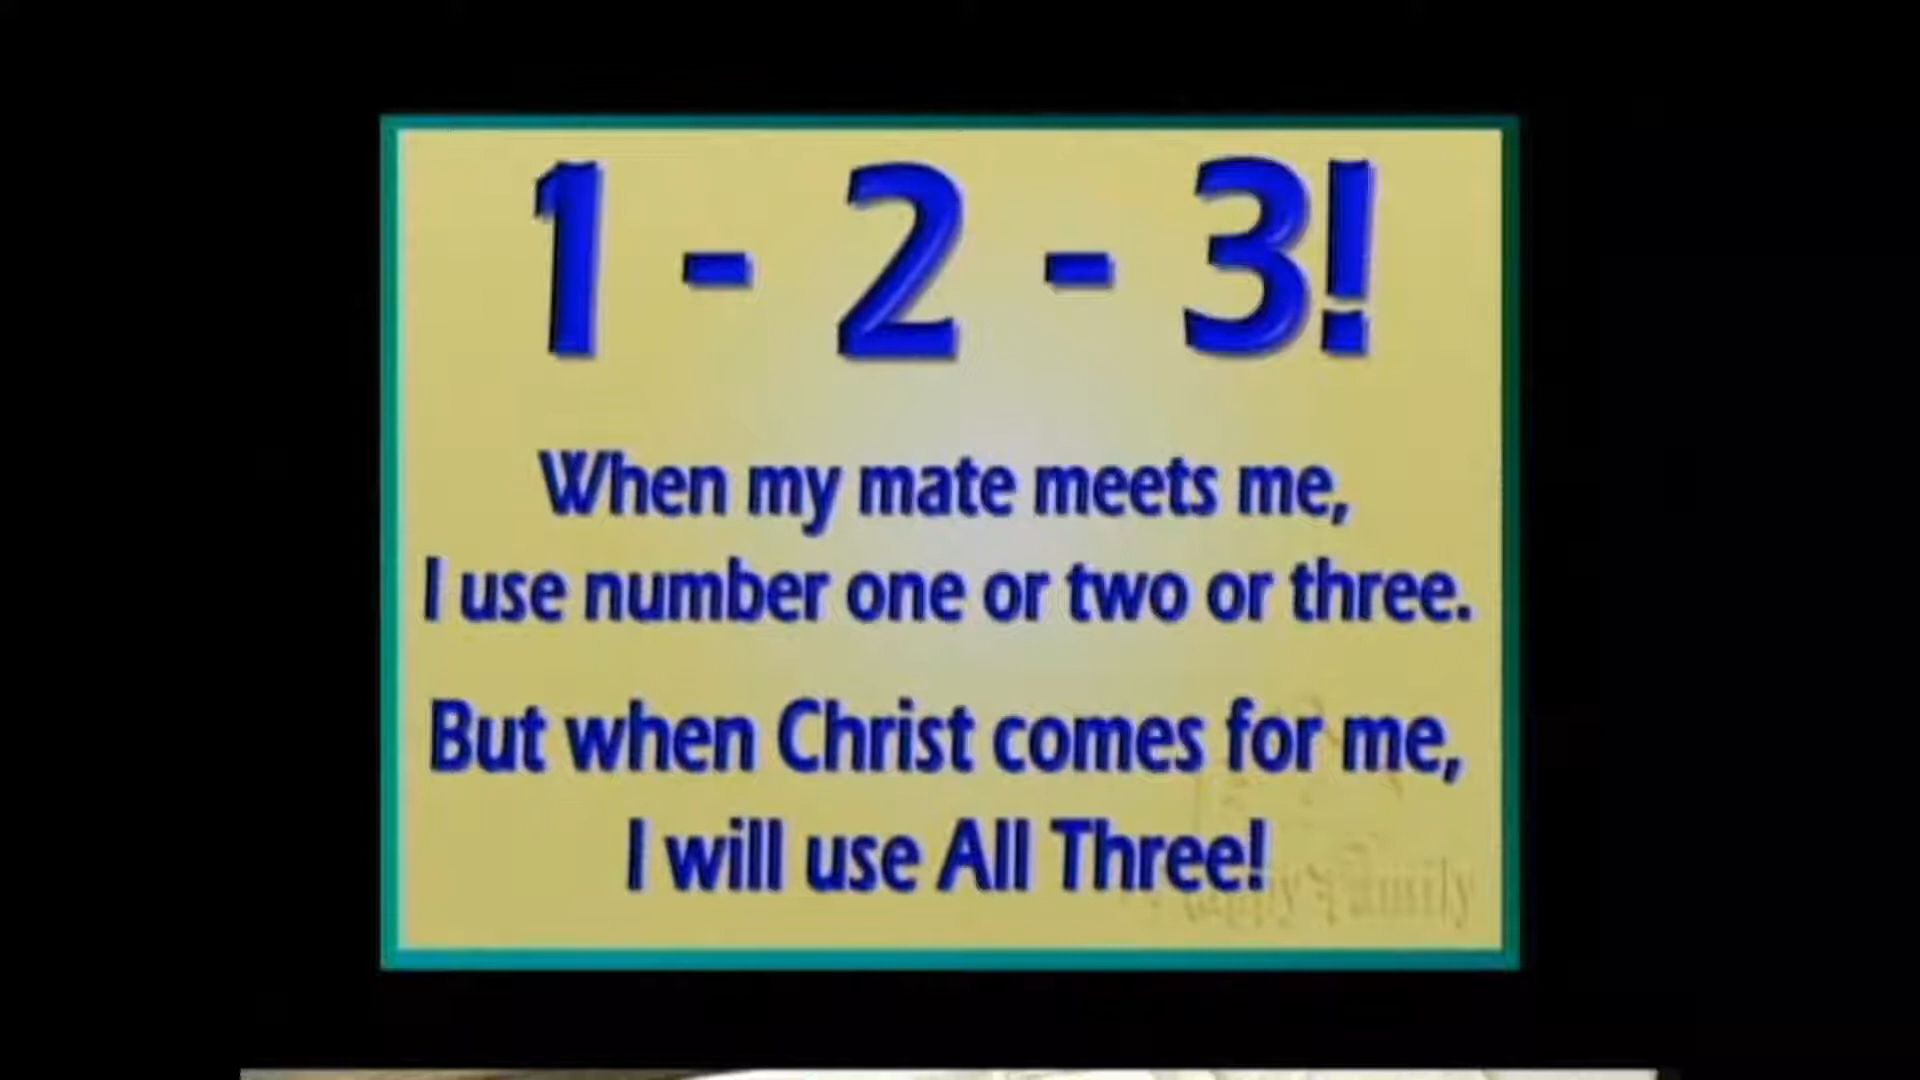 1 - 2 - 3!
When my mate meets me,
I use number one or two or three.
But when Christ comes for me,
I will use All Three!
Family